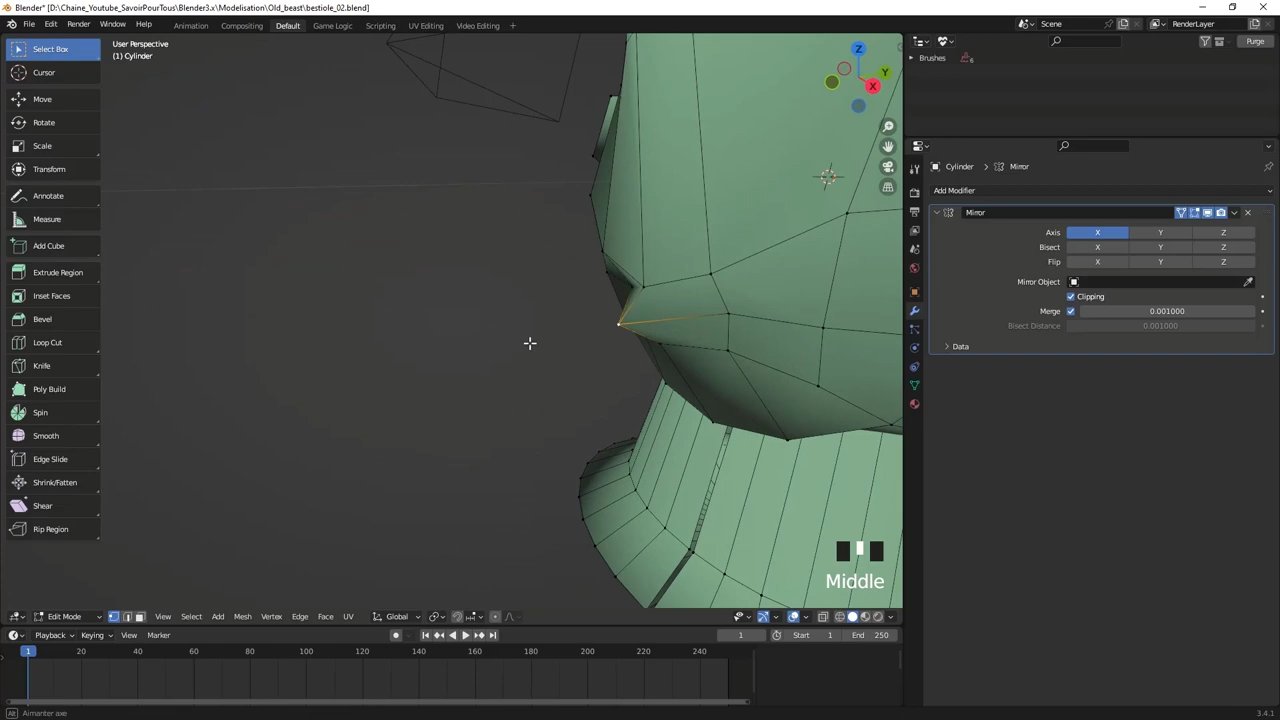 Blender* [D:\Chaine_Youtube_SavoirPourTous\Blender3.x\Modelisation\Old_beast\bestiole_02.blend]
File Edit Render Window Help Animation Compositing Default Game Logic Scripting UV Editing Video Editing
Scene RenderLayer
Select Box
User Perspective
(1) Cylinder
Purge
Brushes 6
Cursor
Move
Rotate
Scale
Transform
Annotate
Measure
Add Cube
Extrude Region
Inset Faces
Bevel
Loop Cut
Knife
Poly Build
Spin
Smooth
Edge Slide
Shrink/Fatten
Shear
Rip Region
Z
Y
X
Cylinder Mirror
Add Modifier
Mirror
Axis X Y Z
Bisect X Y Z
Flip X Y Z
Mirror Object
Clipping
Merge 0.001000
Bisect Distance 0.001000
Data
Middle
Edit Mode View Select Add Mesh Vertex Edge Face UV Global
Playback Keying View Marker 1 Start 1 End 250
1 20 40 60 80 100 120 140 160 180 200 220 240
Alt Aimanter axe 3.4.1